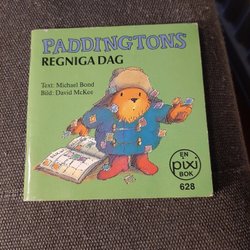 PADDINGTONS
REGNIGA DAG
Text: Michael Bond
Bild: David McKee
EN
pixi
BOK
628